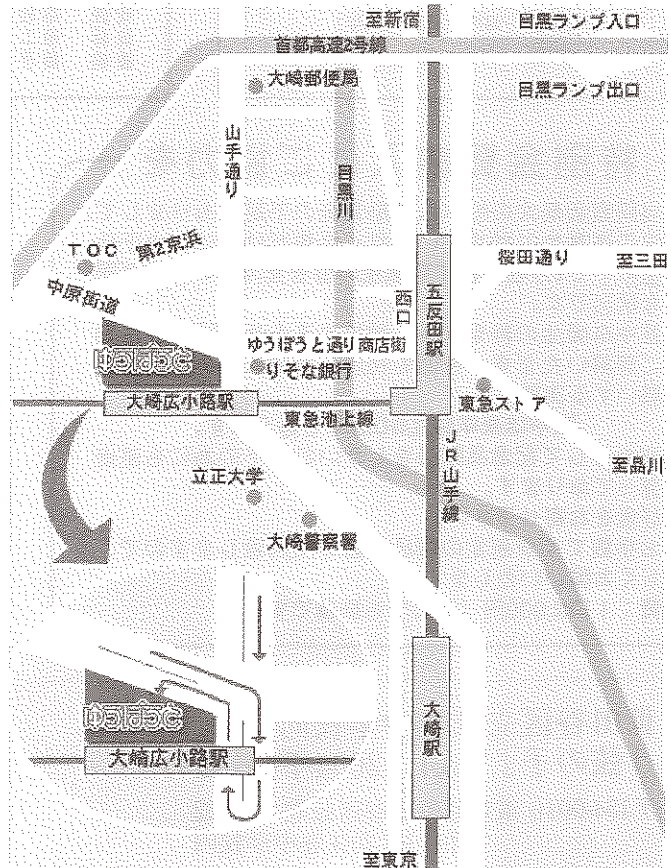 至新宿
目黒ランプ入口
首都高速2号線
大崎郵便局
目黒ランプ出口
山手通り
目黒川
TOC
第2京浜
桜田通り
至三田
中原街道
西口
五反田駅
ゆうぽうと
ゆうぽうと通り商店街
りそな銀行
大崎広小路駅
東急池上線
東急ストア
JR山手線
至品川
立正大学
大崎警察署
ゆうぽうと
大崎広小路駅
大崎駅
至東京